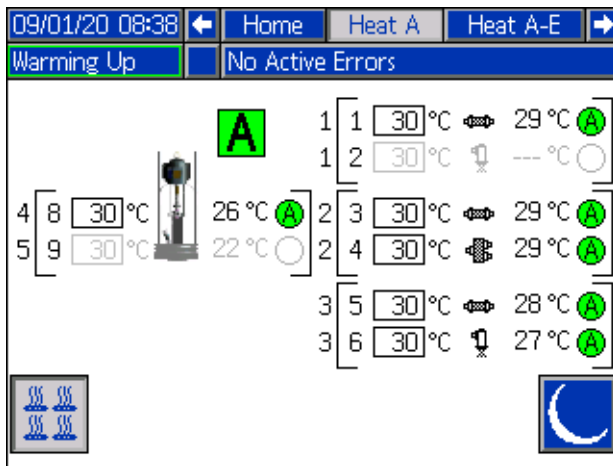 09/01/20 08:38 Home Heat A Heat A-E
Warming Up No Active Errors
A
1 1 30 °C 29 °C A
1 2 30 °C --- °C
4 8 30 °C 26 °C A
5 9 30 °C 22 °C
2 3 30 °C 29 °C A
2 4 30 °C 29 °C A
3 5 30 °C 28 °C A
3 6 30 °C 27 °C A